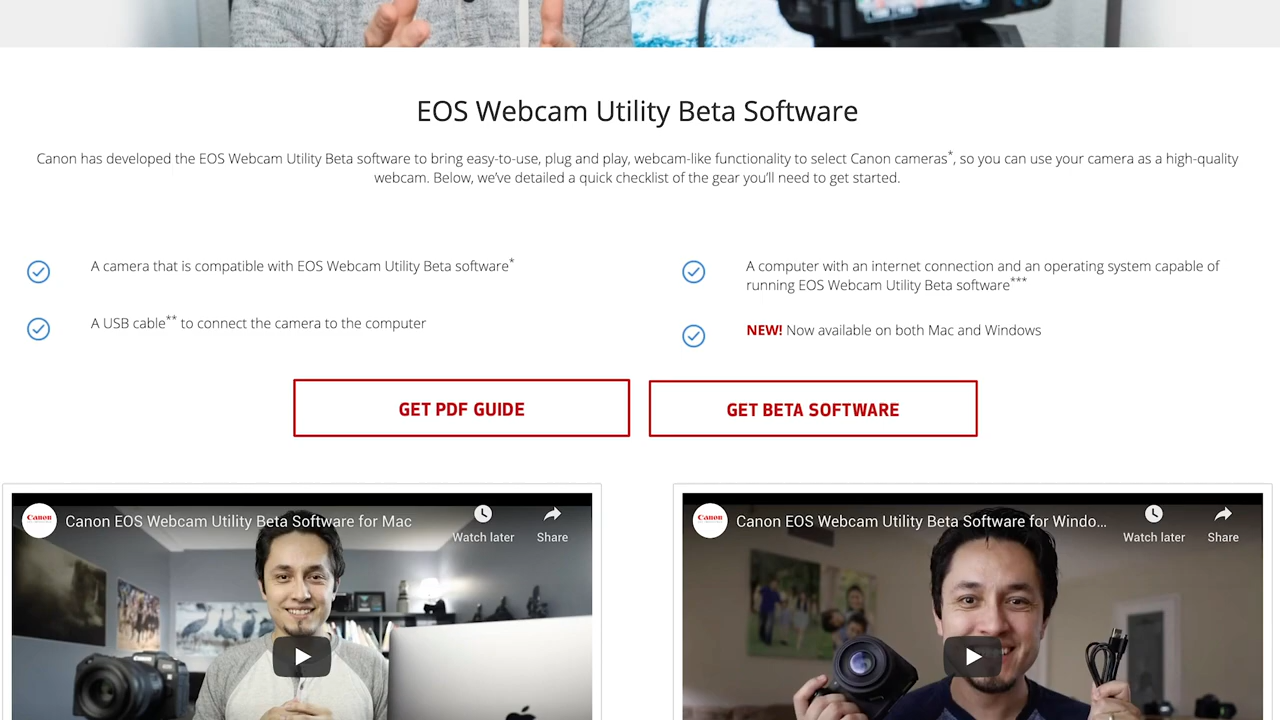 EOS Webcam Utility Beta Software
Canon has developed the EOS Webcam Utility Beta software to bring easy-to-use, plug and play, webcam-like functionality to select Canon cameras*, so you can use your camera as a high-quality
webcam. Below, we've detailed a quick checklist of the gear you'll need to get started.
A camera that is compatible with EOS Webcam Utility Beta software*
A USB cable** to connect the camera to the computer
A computer with an internet connection and an operating system capable of
running EOS Webcam Utility Beta software***
NEW! Now available on both Mac and Windows
GET PDF GUIDE
GET BETA SOFTWARE
Canon
Canon EOS Webcam Utility Beta Software for Mac
Watch later
Share
Canon
Canon EOS Webcam Utility Beta Software for Windo...
Watch later
Share